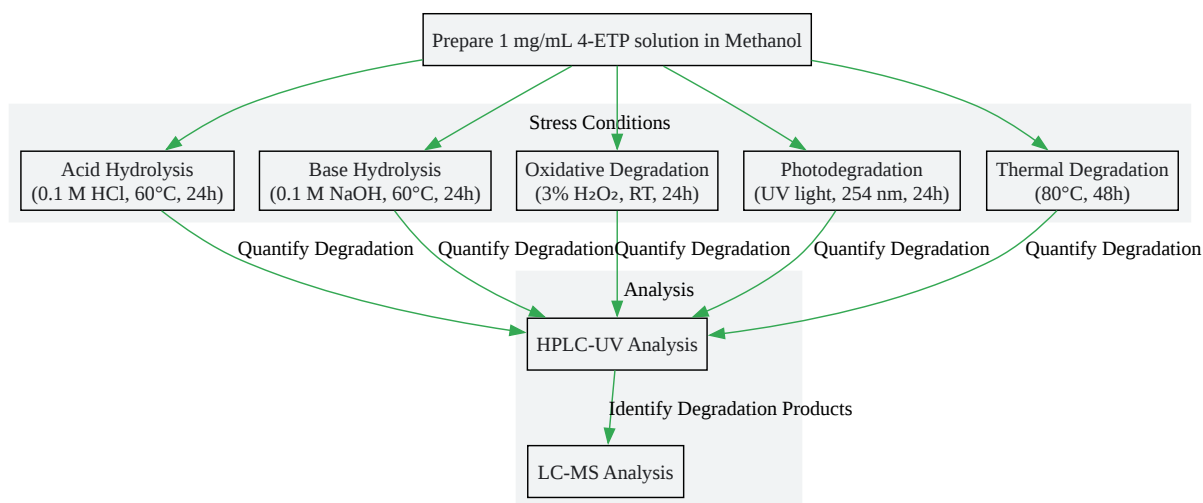 Prepare 1 mg/mL 4-ETP solution in Methanol
Stress Conditions
Acid Hydrolysis
(0.1 M HCl, 60°C, 24h)
Base Hydrolysis
(0.1 M NaOH, 60°C, 24h)
Oxidative Degradation
(3% H₂O₂, RT, 24h)
Photodegradation
(UV light, 254 nm, 24h)
Thermal Degradation
(80°C, 48h)
Quantify Degradation
Quantify Degradation
Quantify Degradation
Quantify Degradation
Quantify Degradation
Analysis
HPLC-UV Analysis
Identify Degradation Products
LC-MS Analysis